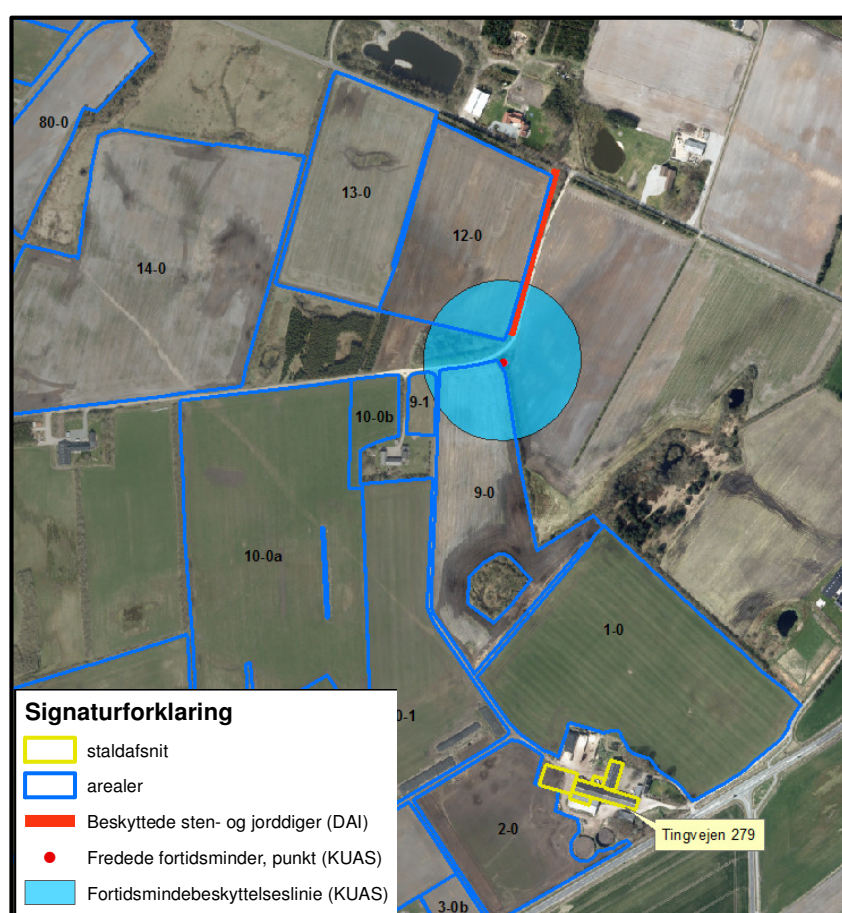 80-0
13-0
12-0
14-0
9-1
10-0b
9-0
10-0a
1-0
0-1
2-0
Tingvejen 279
3-0b
Signaturforklaring
staldafsnit
arealer
Beskyttede sten- og jorddiger (DAI)
Fredede fortidsminder, punkt (KUAS)
Fortidsmindebeskyttelseslinie (KUAS)